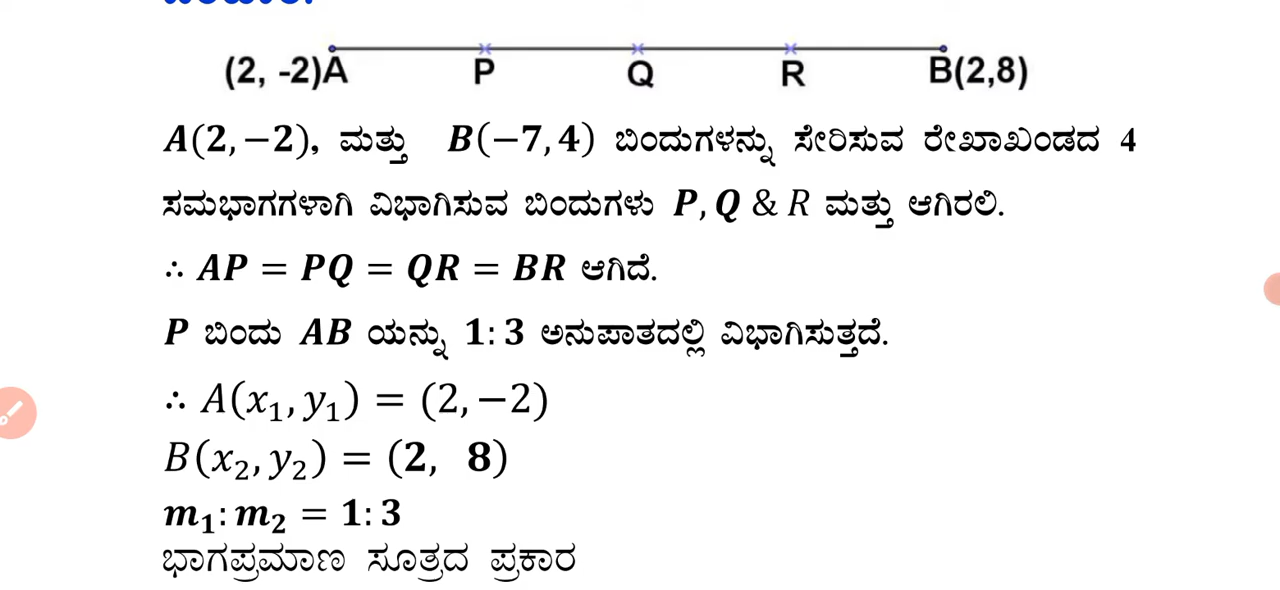 (2, -2)A P Q R B(2,8)
A(2,−2), ಮತ್ತು B(−7,4) ಬಿಂದುಗಳನ್ನು ಸೇರಿಸುವ ರೇಖಾಖಂಡದ 4
ಸಮಭಾಗಗಳಾಗಿ ವಿಭಾಗಿಸುವ ಬಿಂದುಗಳು P, Q & R ಮತ್ತು ಆಗಿರಲಿ.
∴ AP = PQ = QR = BR ಆಗಿದೆ.
P ಬಿಂದು AB ಯನ್ನು 1:3 ಅನುಪಾತದಲ್ಲಿ ವಿಭಾಗಿಸುತ್ತದೆ.
∴ A(x₁, y₁) = (2,−2)
B(x₂, y₂) = (2, 8)
m₁:m₂ = 1:3
ಭಾಗಪ್ರಮಾಣ ಸೂತ್ರದ ಪ್ರಕಾರ